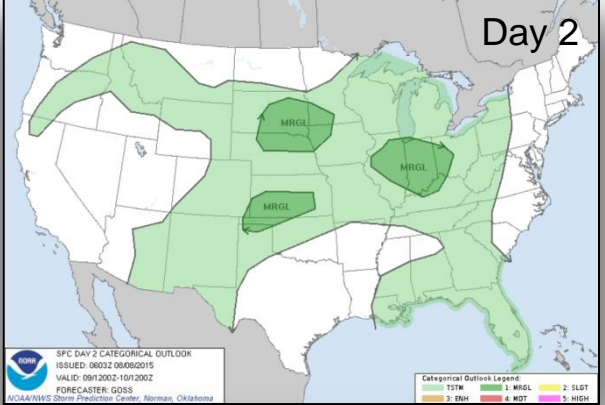 Day 2
MRGL
MRGL
MRGL
NOAA
SPC DAY 2 CATEGORICAL OUTLOOK
ISSUED: 0603Z 08/08/2015
VALID: 09/1200Z-10/1200Z
FORECASTER: GOSS
NOAA/NWS Storm Prediction Center, Norman, Oklahoma
Categorical Outlook Legend:
TSTM 1: MRGL 2: SLGT
3: ENH 4: MDT 5: HIGH